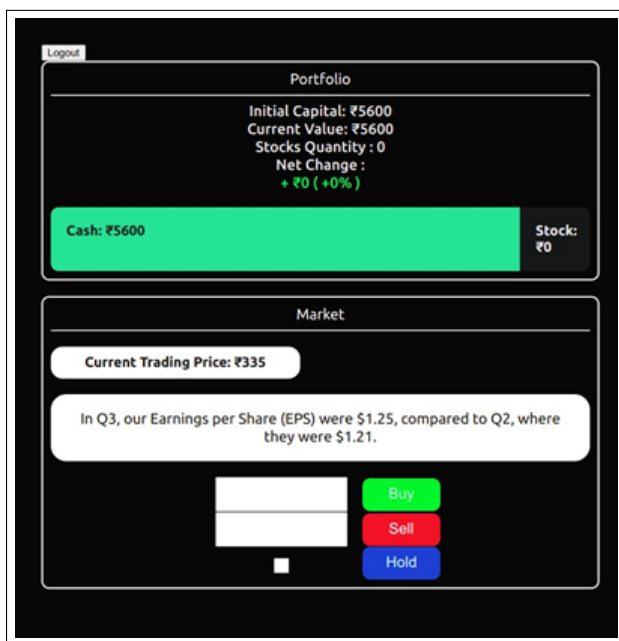 Logout
Portfolio
Initial Capital: ₹5600
Current Value: ₹5600
Stocks Quantity : 0
Net Change :
+ ₹0 ( +0% )
Cash: ₹5600
Stock:
₹0
Market
Current Trading Price: ₹335
In Q3, our Earnings per Share (EPS) were $1.25, compared to Q2, where
they were $1.21.
Buy
Sell
Hold